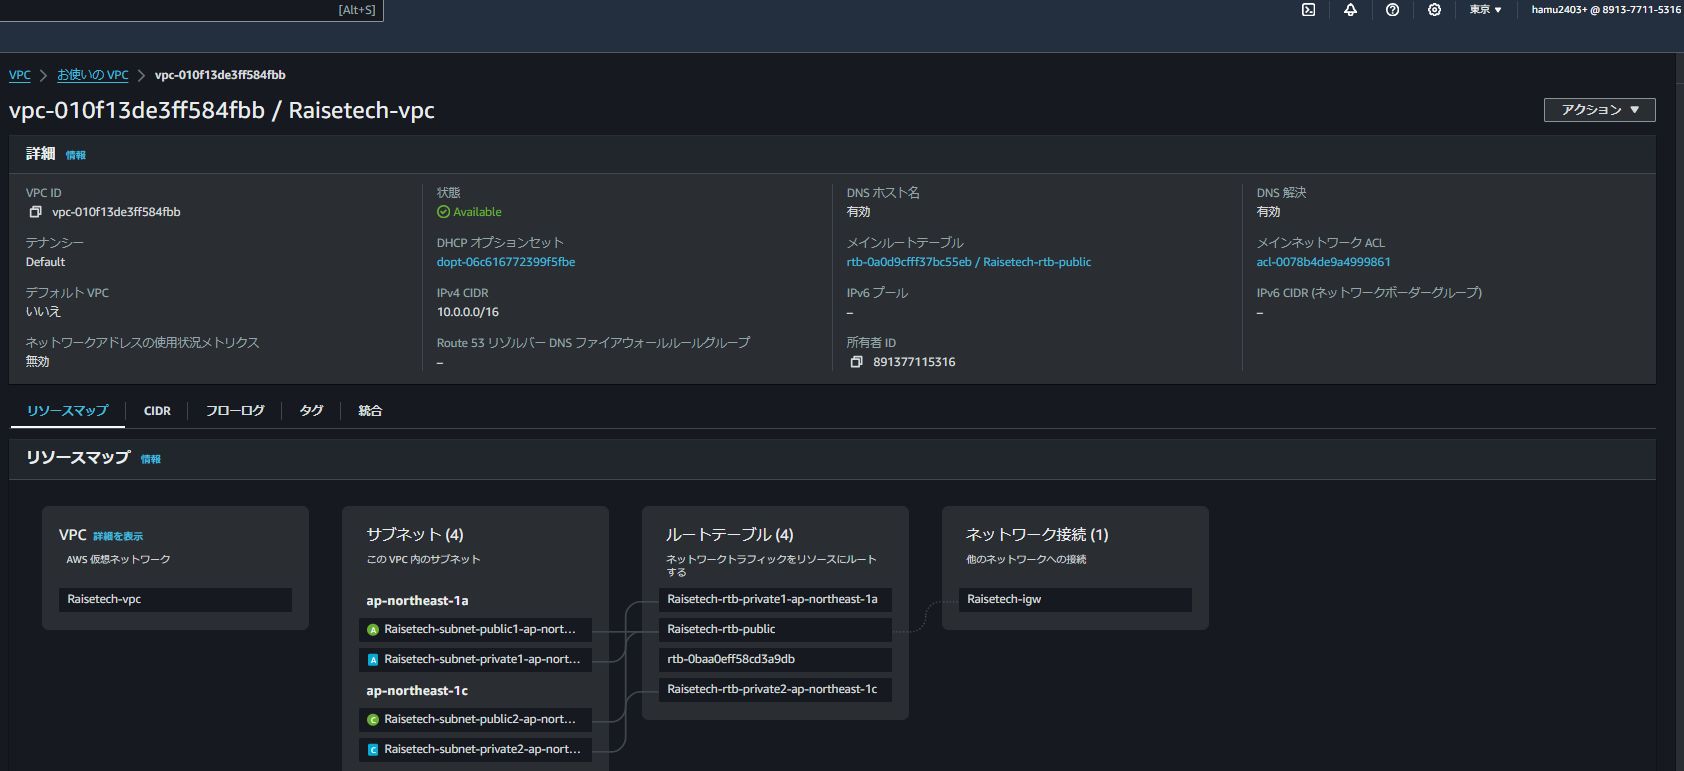 [Alt+S]
東京 ▼
hamu2403+ @ 8913-7711-5316
VPC > お使いの VPC > vpc-010f13de3ff584fbb
vpc-010f13de3ff584fbb / Raisetech-vpc
アクション ▼
詳細 情報
VPC ID
vpc-010f13de3ff584fbb
状態
Available
DNS ホスト名
有効
DNS 解決
有効
テナンシー
Default
DHCP オプションセット
dopt-06c616772399f5fbe
メインルートテーブル
rtb-0a0d9cfff37bc55eb / Raisetech-rtb-public
メインネットワーク ACL
acl-0078b4de9a4999861
デフォルト VPC
いいえ
IPv4 CIDR
10.0.0.0/16
IPv6 プール
–
IPv6 CIDR (ネットワークボーダーグループ)
–
ネットワークアドレスの使用状況メトリクス
無効
Route 53 リゾルバー DNS ファイアウォールルールグループ
–
所有者 ID
891377115316
リソースマップ
CIDR
フローログ
タグ
統合
リソースマップ 情報
VPC 詳細を表示
AWS 仮想ネットワーク
Raisetech-vpc
サブネット (4)
この VPC 内のサブネット
ap-northeast-1a
A Raisetech-subnet-public1-ap-nort...
A Raisetech-subnet-private1-ap-nort...
ap-northeast-1c
C Raisetech-subnet-public2-ap-nort...
C Raisetech-subnet-private2-ap-nort...
ルートテーブル (4)
ネットワークトラフィックをリソースにルート
する
Raisetech-rtb-private1-ap-northeast-1a
Raisetech-rtb-public
rtb-0baa0eff58cd3a9db
Raisetech-rtb-private2-ap-northeast-1c
ネットワーク接続 (1)
他のネットワークへの接続
Raisetech-igw